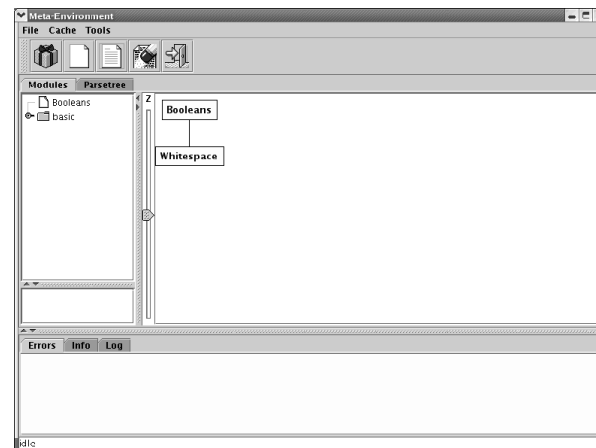 Meta-Environment
File Cache Tools
Modules Parsetree
Booleans
basic
Z
Booleans
Whitespace
Errors Info Log
idle